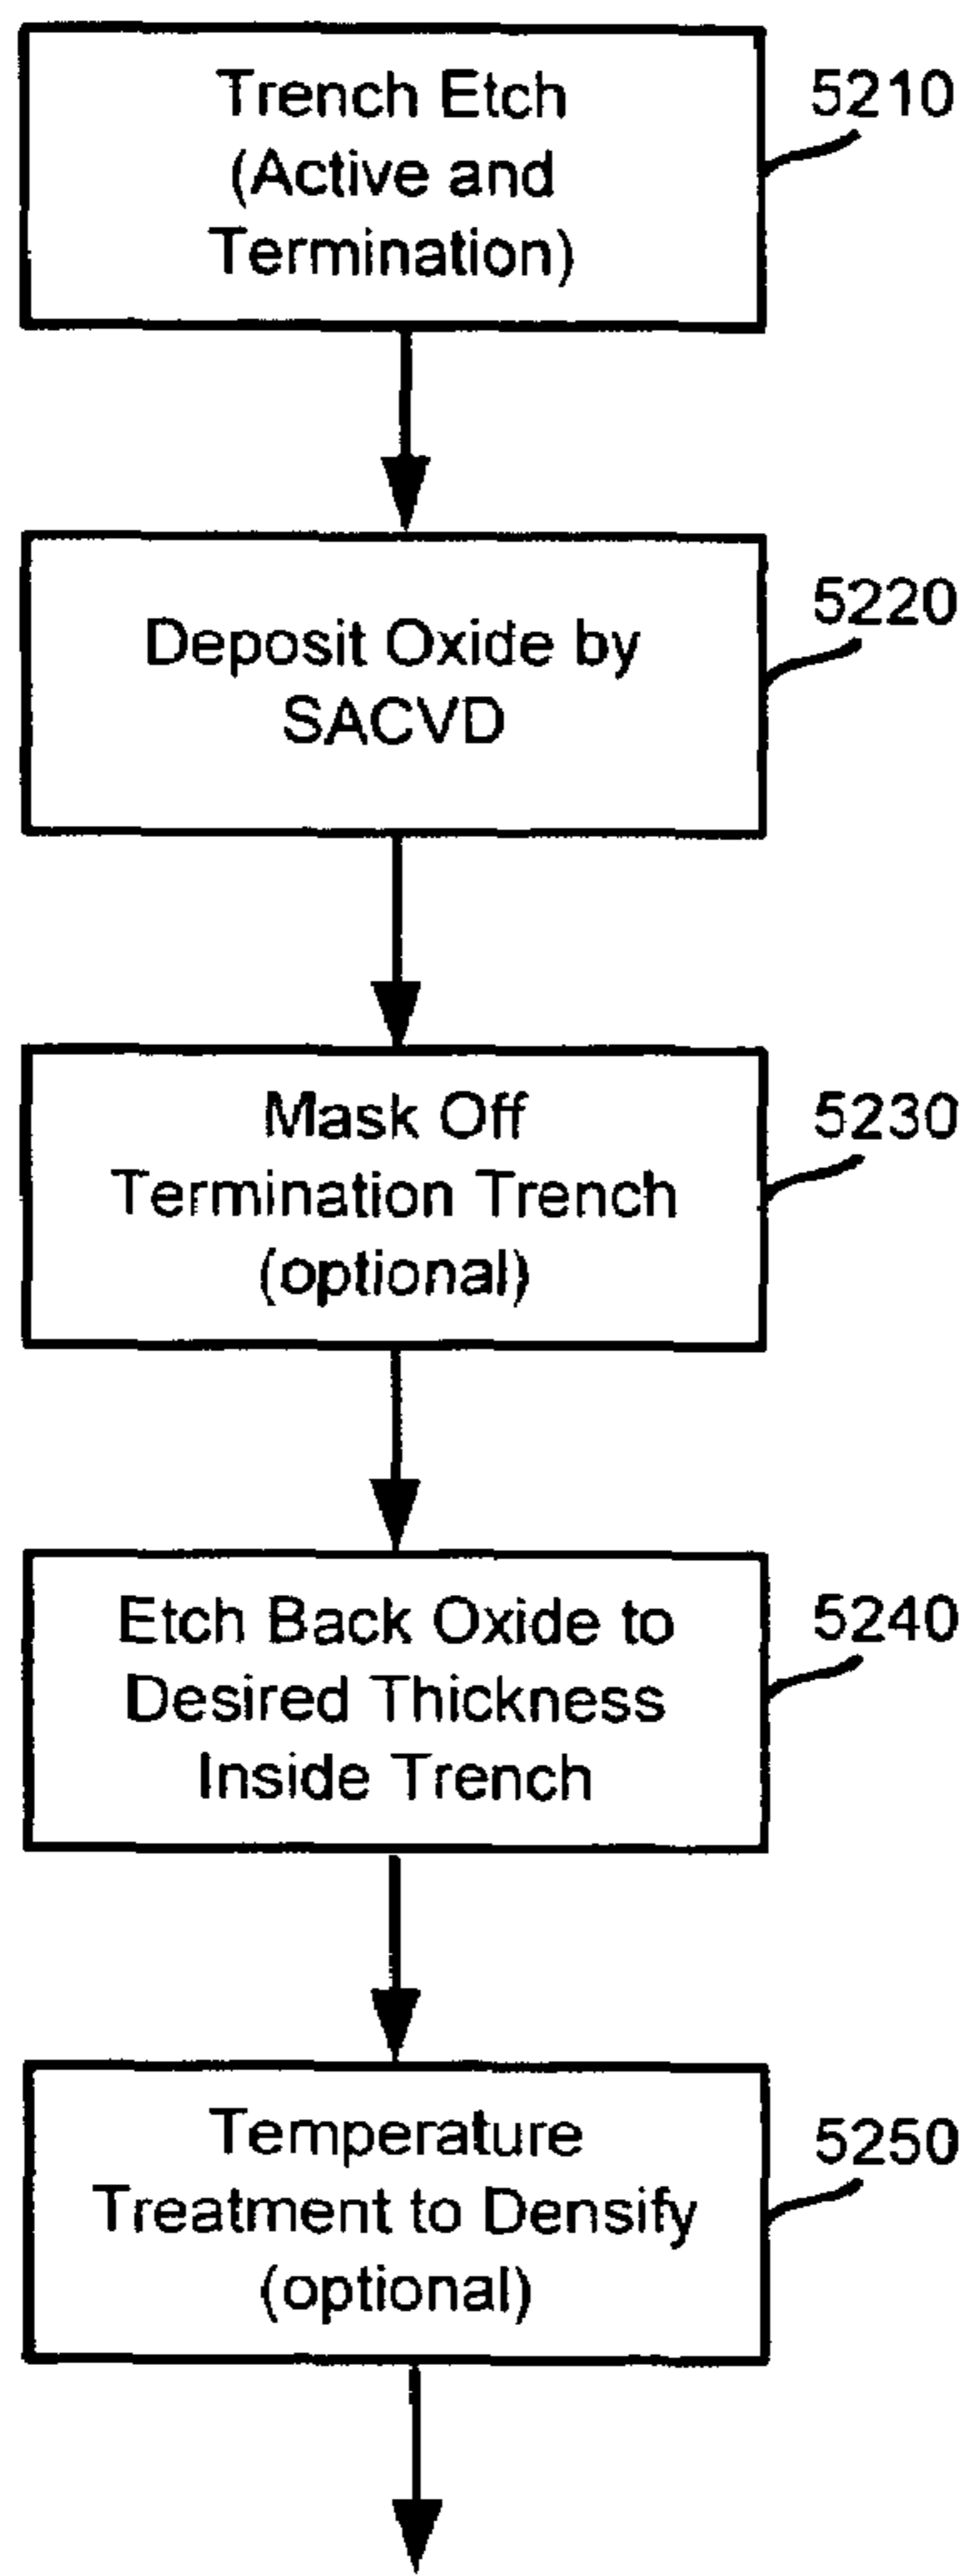 Trench Etch
(Active and
Termination)
5210
Deposit Oxide by
SACVD
5220
Mask Off
Termination Trench
(optional)
5230
Etch Back Oxide to
Desired Thickness
Inside Trench
5240
Temperature
Treatment to Densify
(optional)
5250